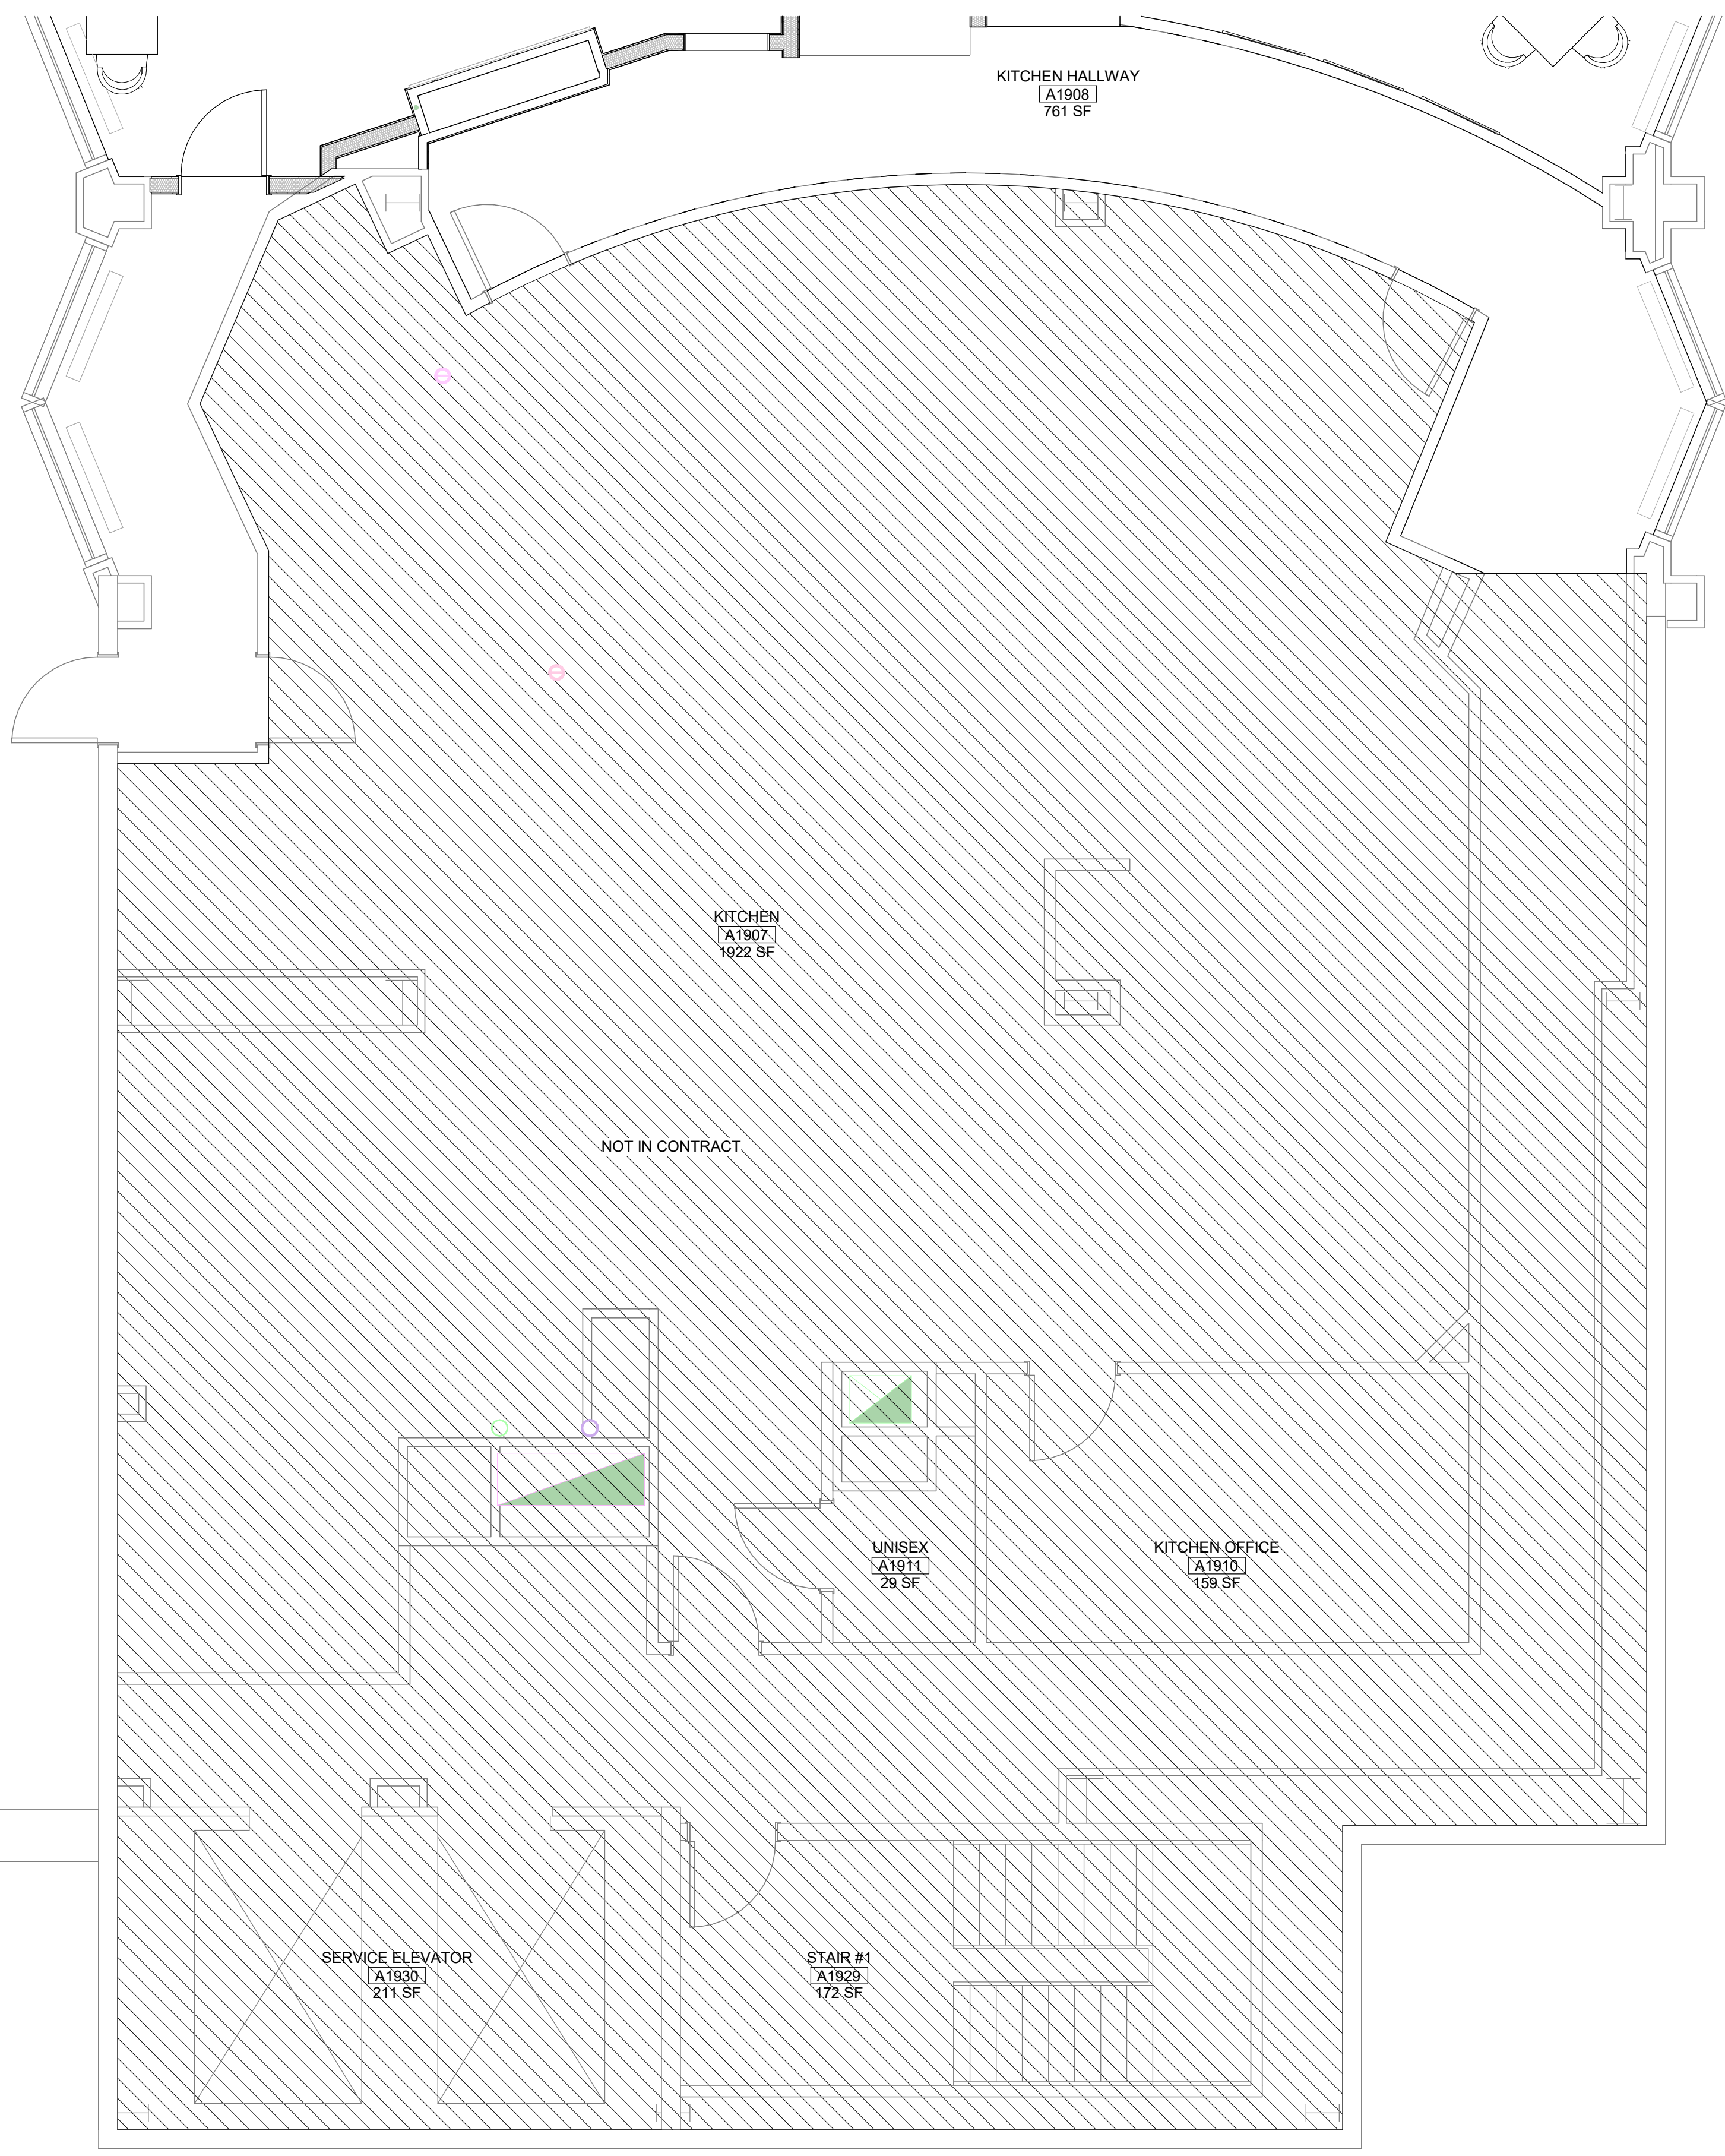 KITCHEN HALLWAY
A1908
761 SF
KITCHEN
A1907
1922 SF
NOT IN CONTRACT
UNISEX
A1911
29 SF
KITCHEN OFFICE
A1910
159 SF
SERVICE ELEVATOR
A1930
211 SF
STAIR #1
A1929
172 SF